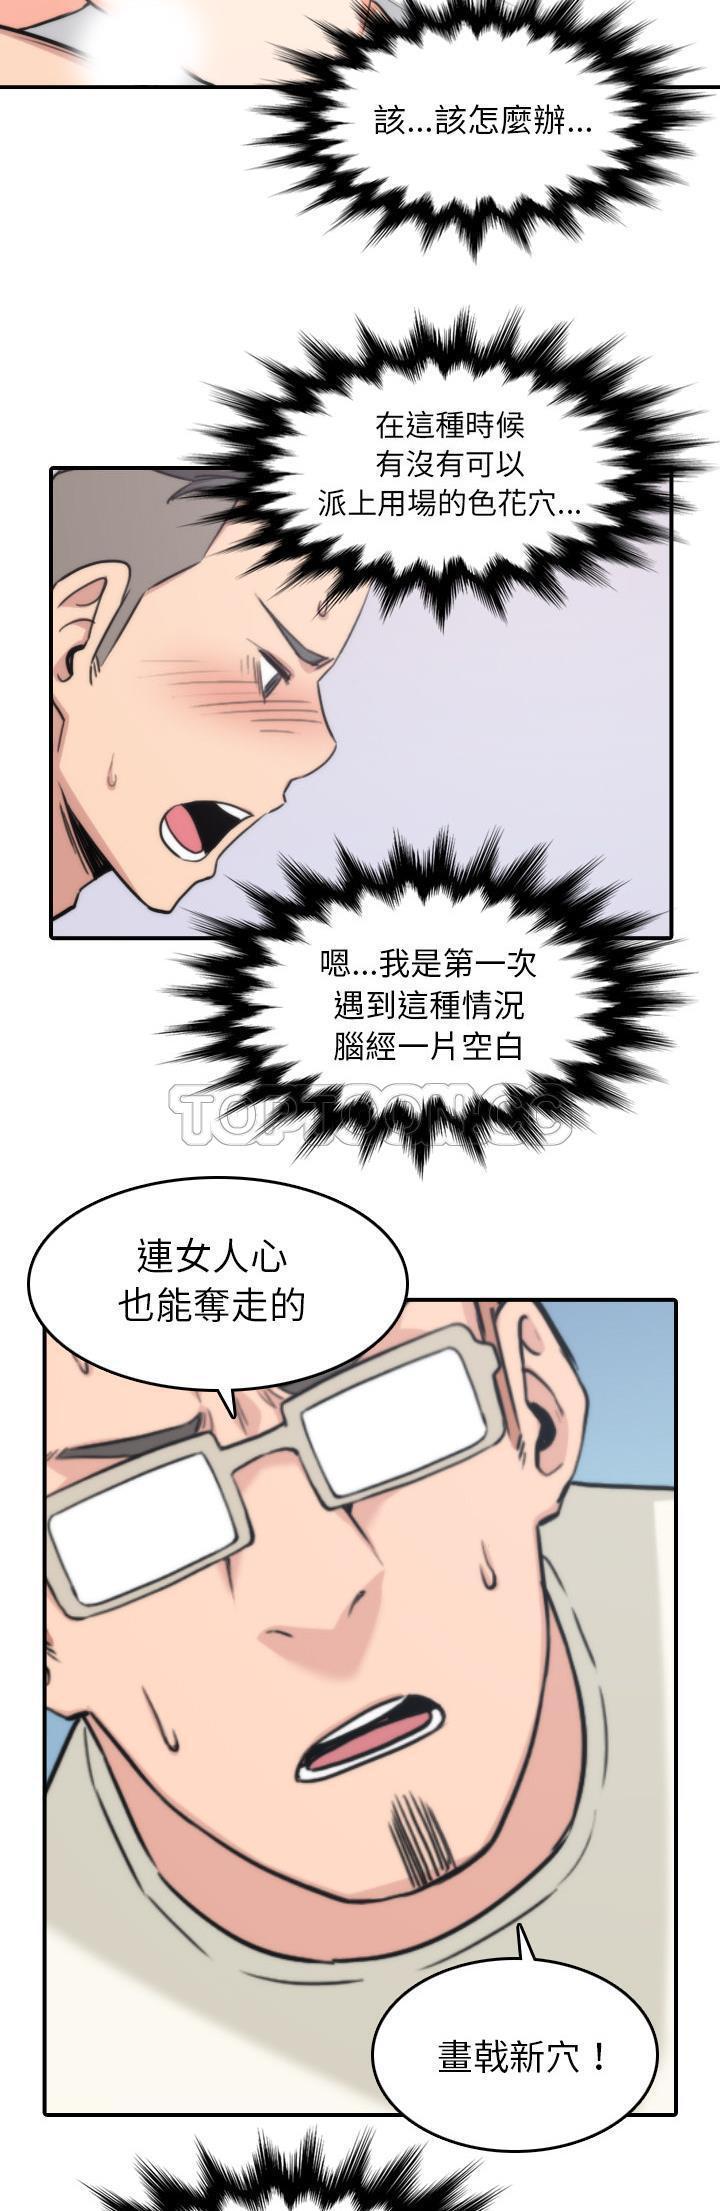 該...該怎麼辦...
在這種時候
有沒有可以
派上用場的色花穴...
嗯...我是第一次
遇到這種情況
腦經一片空白
TOPTOON.CC
連女人心
也能奪走的
畫戟新穴！